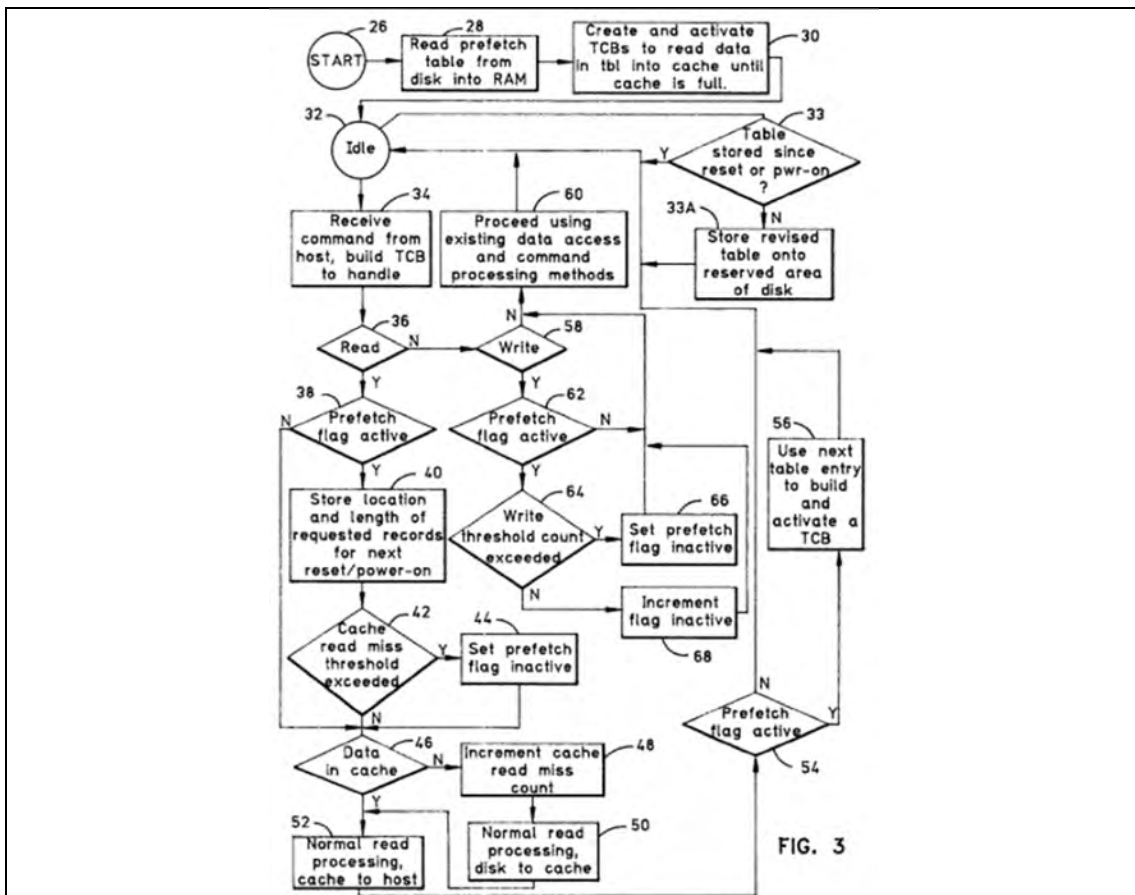 26
START
28
Read prefetch
table from
disk into RAM
30
Create and activate
TCBs to read data
in tbl into cache until
cache is full.
32
Idle
33
Table
stored since
reset or pwr-on
?
Y
N
33A
Store revised
table onto
reserved area
of disk
34
Receive
command from
host, build TCB
to handle
60
Proceed using
existing data access
and command
processing methods
N
36
Read
N
Y
58
Write
Y
38
N
Prefetch
flag active
Y
62
Prefetch
flag active
N
Y
40
Store location
and length of
requested records
for next
reset/power-on
64
Write
threshold count
exceeded
Y
N
66
Set prefetch
flag inactive
68
Increment
flag inactive
56
Use next
table entry
to build
and
activate a
TCB
42
Cache
read miss
threshold
exceeded
Y
N
44
Set prefetch
flag inactive
N
Prefetch
flag active
Y
54
46
Data
in cache
N
Y
48
Increment cache
read miss
count
50
Normal read
processing,
disk to cache
52
Normal read
processing,
cache to host
FIG. 3